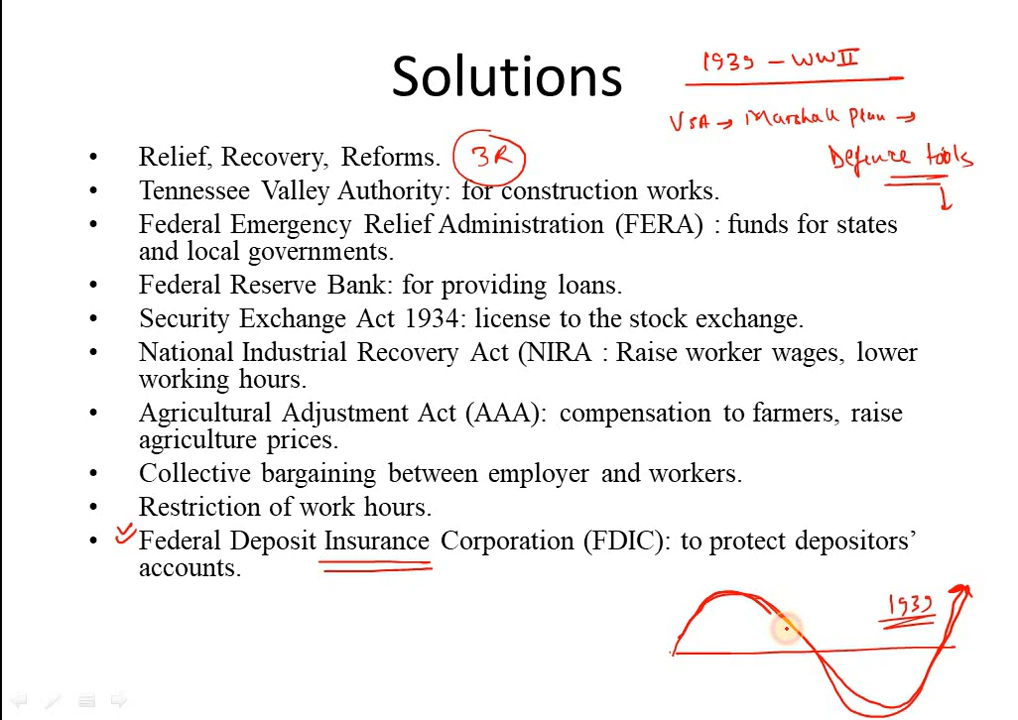 Solutions
1939 - WWII
USA → Marshall Plan →
Defence tools
• Relief, Recovery, Reforms. 3R
• Tennessee Valley Authority: for construction works.
• Federal Emergency Relief Administration (FERA) : funds for states
and local governments.
• Federal Reserve Bank: for providing loans.
• Security Exchange Act 1934: license to the stock exchange.
• National Industrial Recovery Act (NIRA : Raise worker wages, lower
working hours.
• Agricultural Adjustment Act (AAA): compensation to farmers, raise
agriculture prices.
• Collective bargaining between employer and workers.
• Restriction of work hours.
• Federal Deposit Insurance Corporation (FDIC): to protect depositors’
accounts.
1939